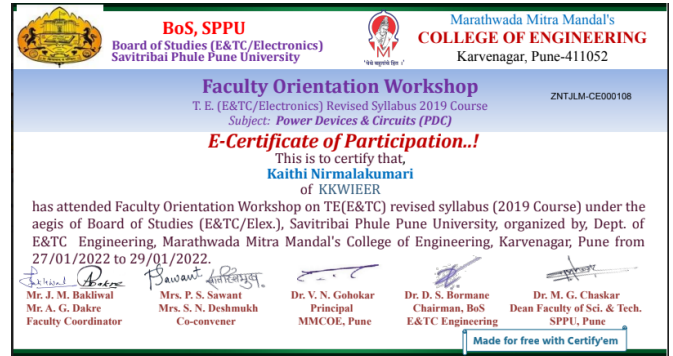 BoS, SPPU
Board of Studies (E&TC/Electronics)
Savitribai Phule Pune University
Marathwada Mitra Mandal's
COLLEGE OF ENGINEERING
Karvenagar, Pune-411052
Faculty Orientation Workshop
T. E. (E&TC/Electronics) Revised Syllabus 2019 Course
Subject: Power Devices & Circuits (PDC)
ZNTJLM-CE000108
E-Certificate of Participation..!
This is to certify that,
Kaithi Nirmalakumari
of KKWIEER
has attended Faculty Orientation Workshop on TE(E&TC) revised syllabus (2019 Course) under the
aegis of Board of Studies (E&TC/Elex.), Savitribai Phule Pune University, organized by, Dept. of
E&TC Engineering, Marathwada Mitra Mandal's College of Engineering, Karvenagar, Pune from
27/01/2022 to 29/01/2022.
Bakliwal Dakre Sawant
Mr. J. M. Bakliwal
Mr. A. G. Dakre
Faculty Coordinator
Mrs. P. S. Sawant
Mrs. S. N. Deshmukh
Co-convener
Dr. V. N. Gohokar
Principal
MMCOE, Pune
Dr. D. S. Bormane
Chairman, BoS
E&TC Engineering
Dr. M. G. Chaskar
Dean Faculty of Sci. & Tech.
SPPU, Pune
Made for free with Certify'em